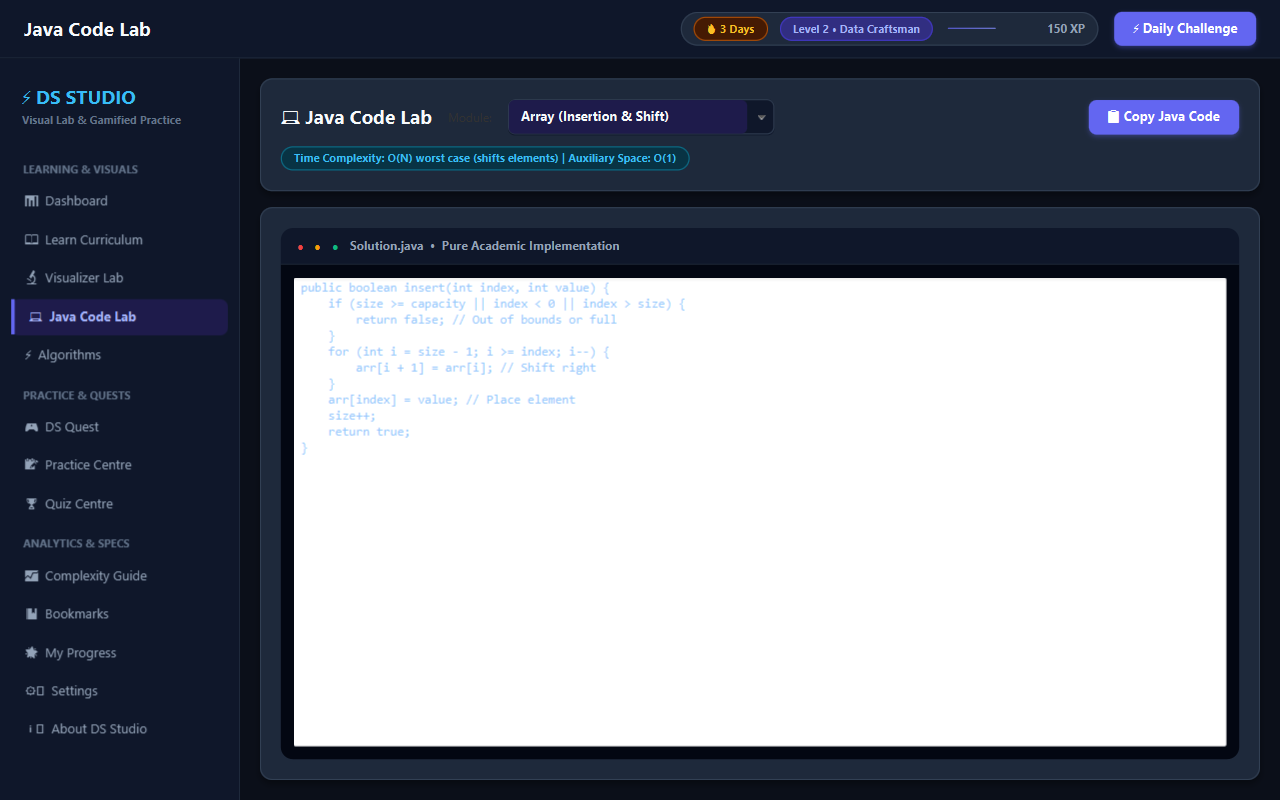 Java Code Lab
3 Days
Level 2 • Data Craftsman
150 XP
⚡ Daily Challenge
⚡ DS STUDIO
Visual Lab & Gamified Practice
LEARNING & VISUALS
Dashboard
Learn Curriculum
Visualizer Lab
Java Code Lab
⚡ Algorithms
PRACTICE & QUESTS
DS Quest
Practice Centre
Quiz Centre
ANALYTICS & SPECS
Complexity Guide
Bookmarks
My Progress
Settings
About DS Studio
Java Code Lab
Module:
Array (Insertion & Shift)
Copy Java Code
Time Complexity: O(N) worst case (shifts elements) | Auxiliary Space: O(1)
Solution.java • Pure Academic Implementation
public boolean insert(int index, int value) {
    if (size >= capacity || index < 0 || index > size) {
        return false; // Out of bounds or full
    }
    for (int i = size - 1; i >= index; i--) {
        arr[i + 1] = arr[i]; // Shift right
    }
    arr[index] = value; // Place element
    size++;
    return true;
}